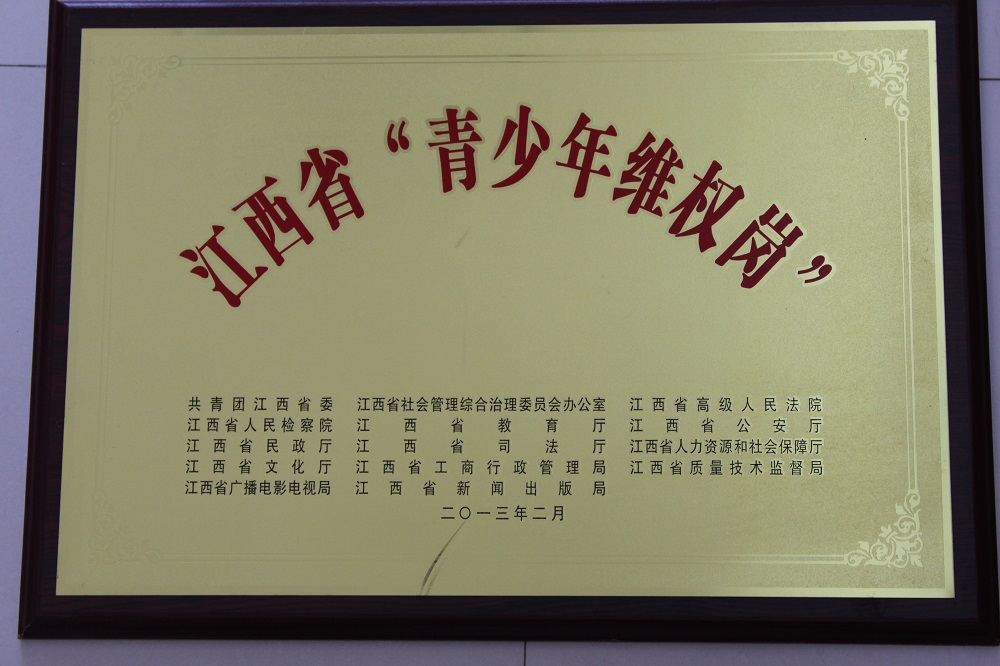 江西省“青少年维权岗”
共青团江西省委 江西省社会管理综合治理委员会办公室 江西省高级人民法院
江西省人民检察院 江西省教育厅 江西省公安厅
江西省民政厅 江西省司法厅 江西省人力资源和社会保障厅
江西省文化厅 江西省工商行政管理局 江西省质量技术监督局
江西省广播电影电视局 江西省新闻出版局
二〇一三年二月